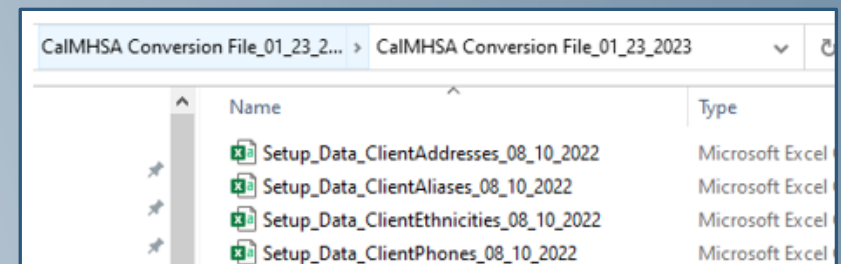 CalMHSA Conversion File_01_23_2... > CalMHSA Conversion File_01_23_2023
Name Type
Setup_Data_ClientAddresses_08_10_2022 Microsoft Excel
Setup_Data_ClientAliases_08_10_2022 Microsoft Excel
Setup_Data_ClientEthnicities_08_10_2022 Microsoft Excel
Setup_Data_ClientPhones_08_10_2022 Microsoft Excel